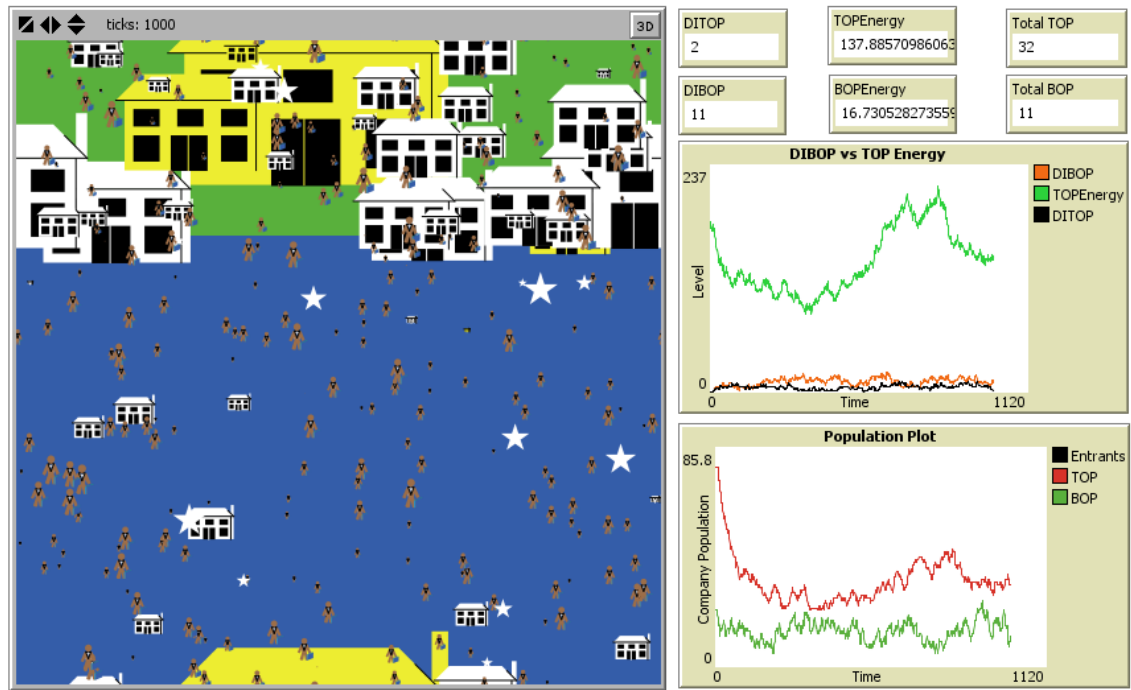 ticks: 1000
3D
DITOP
2
TOPEnergy
137.88570986063
Total TOP
32
DIBOP
11
BOPEnergy
16.730528273559
Total BOP
11
DIBOP vs TOP Energy
237
Level
0
0
Time
1120
DIBOP
TOPEnergy
DITOP
Population Plot
85.8
Company Population
0
0
Time
1120
Entrants
TOP
BOP